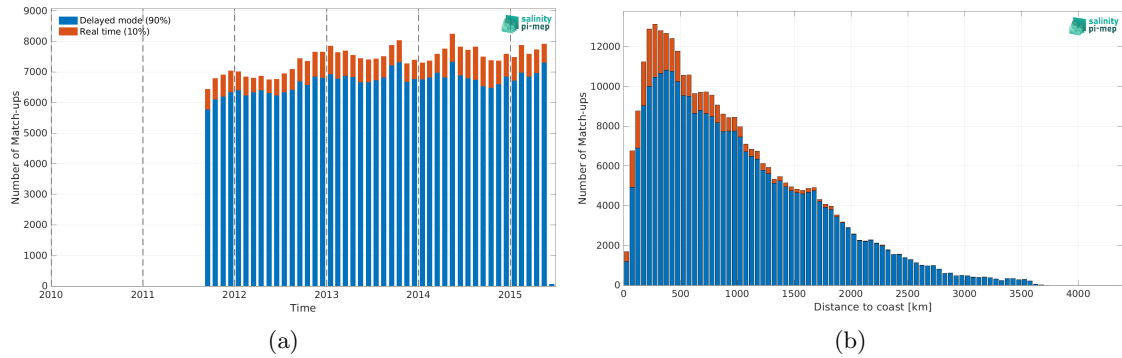 Delayed mode (90%)
Real time (10%)
salinity
pi-mep
Number of Match-ups
9000
8000
7000
6000
5000
4000
3000
2000
1000
0
2010
2011
2012
2013
2014
2015
Time
(a)
salinity
pi-mep
Number of Match-ups
12000
10000
8000
6000
4000
2000
0
0
500
1000
1500
2000
2500
3000
3500
4000
Distance to coast [km]
(b)